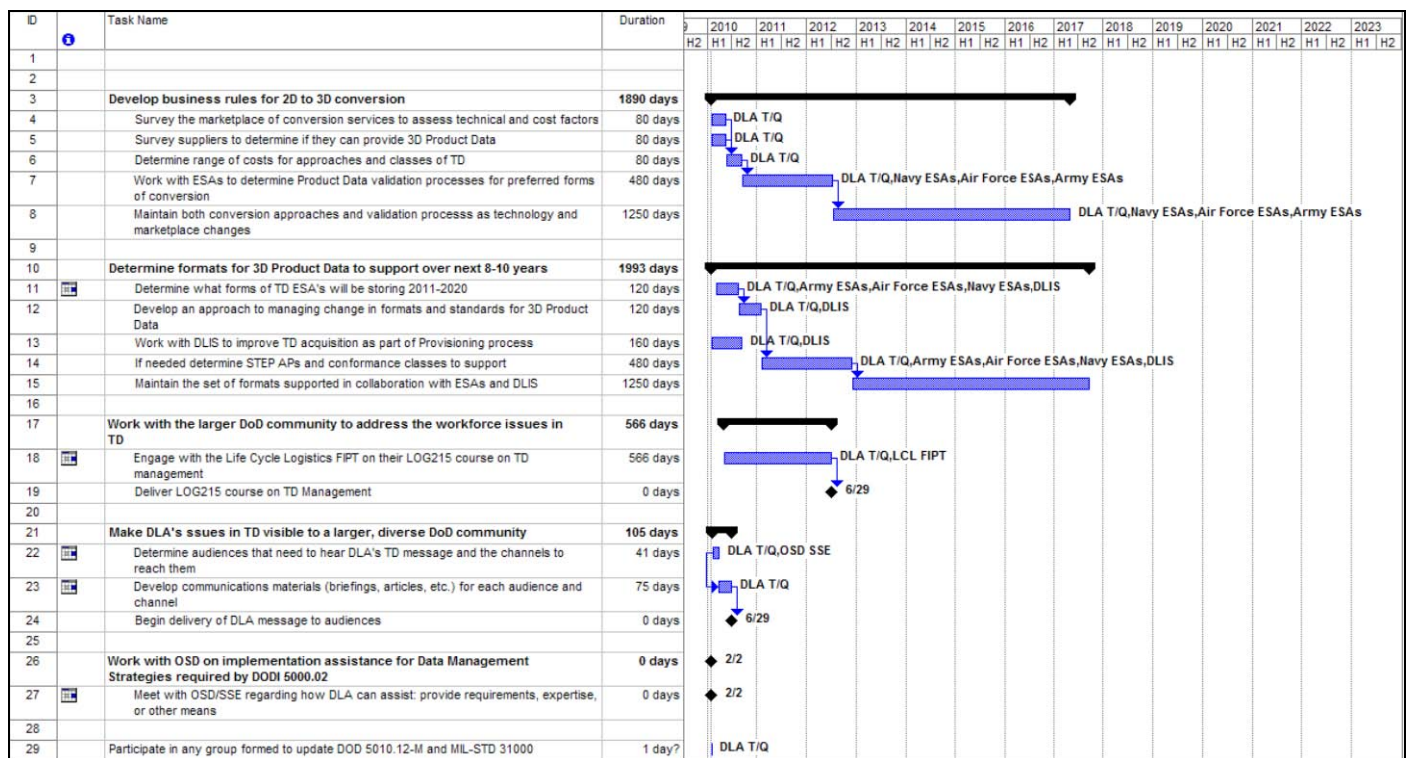 ID Task Name Duration 9 2010 2011 2012 2013 2014 2015 2016 2017 2018 2019 2020 2021 2022 2023
H2 H1 H2 H1 H2 H1 H2 H1 H2 H1 H2 H1 H2 H1 H2 H1 H2 H1 H2 H1 H2 H1 H2 H1 H2 H1 H2 H1 H2
1
2
3 Develop business rules for 2D to 3D conversion 1890 days
4 Survey the marketplace of conversion services to assess technical and cost factors 80 days DLA T/Q
5 Survey suppliers to determine if they can provide 3D Product Data 80 days DLA T/Q
6 Determine range of costs for approaches and classes of TD 80 days DLA T/Q
7 Work with ESAs to determine Product Data validation processes for preferred forms 480 days DLA T/Q,Navy ESAs,Air Force ESAs,Army ESAs
of conversion
8 Maintain both conversion approaches and validation processs as technology and 1250 days DLA T/Q,Navy ESAs,Air Force ESAs,Army ESAs
marketplace changes
9
10 Determine formats for 3D Product Data to support over next 8-10 years 1993 days
11 Determine what forms of TD ESA's will be storing 2011-2020 120 days DLA T/Q,Army ESAs,Air Force ESAs,Navy ESAs,DLIS
12 Develop an approach to managing change in formats and standards for 3D Product 120 days DLA T/Q,DLIS
Data
13 Work with DLIS to improve TD acquisition as part of Provisioning process 160 days DLA T/Q,DLIS
14 If needed determine STEP APs and conformance classes to support 480 days DLA T/Q,Army ESAs,Air Force ESAs,Navy ESAs,DLIS
15 Maintain the set of formats supported in collaboration with ESAs and DLIS 1250 days
16
17 Work with the larger DoD community to address the workforce issues in 566 days
TD
18 Engage with the Life Cycle Logistics FIPT on their LOG215 course on TD 566 days DLA T/Q,LCL FIPT
management
19 Deliver LOG215 course on TD Management 0 days 6/29
20
21 Make DLA's ssues in TD visible to a larger, diverse DoD community 105 days
22 Determine audiences that need to hear DLA's TD message and the channels to 41 days DLA T/Q,OSD SSE
reach them
23 Develop communications materials (briefings, articles, etc.) for each audience and 75 days DLA T/Q
channel
24 Begin delivery of DLA message to audiences 0 days 6/29
25
26 Work with OSD on implementation assistance for Data Management 0 days 2/2
Strategies required by DODI 5000.02
27 Meet with OSD/SSE regarding how DLA can assist: provide requirements, expertise, 0 days 2/2
or other means
28
29 Participate in any group formed to update DOD 5010.12-M and MIL-STD 31000 1 day? DLA T/Q